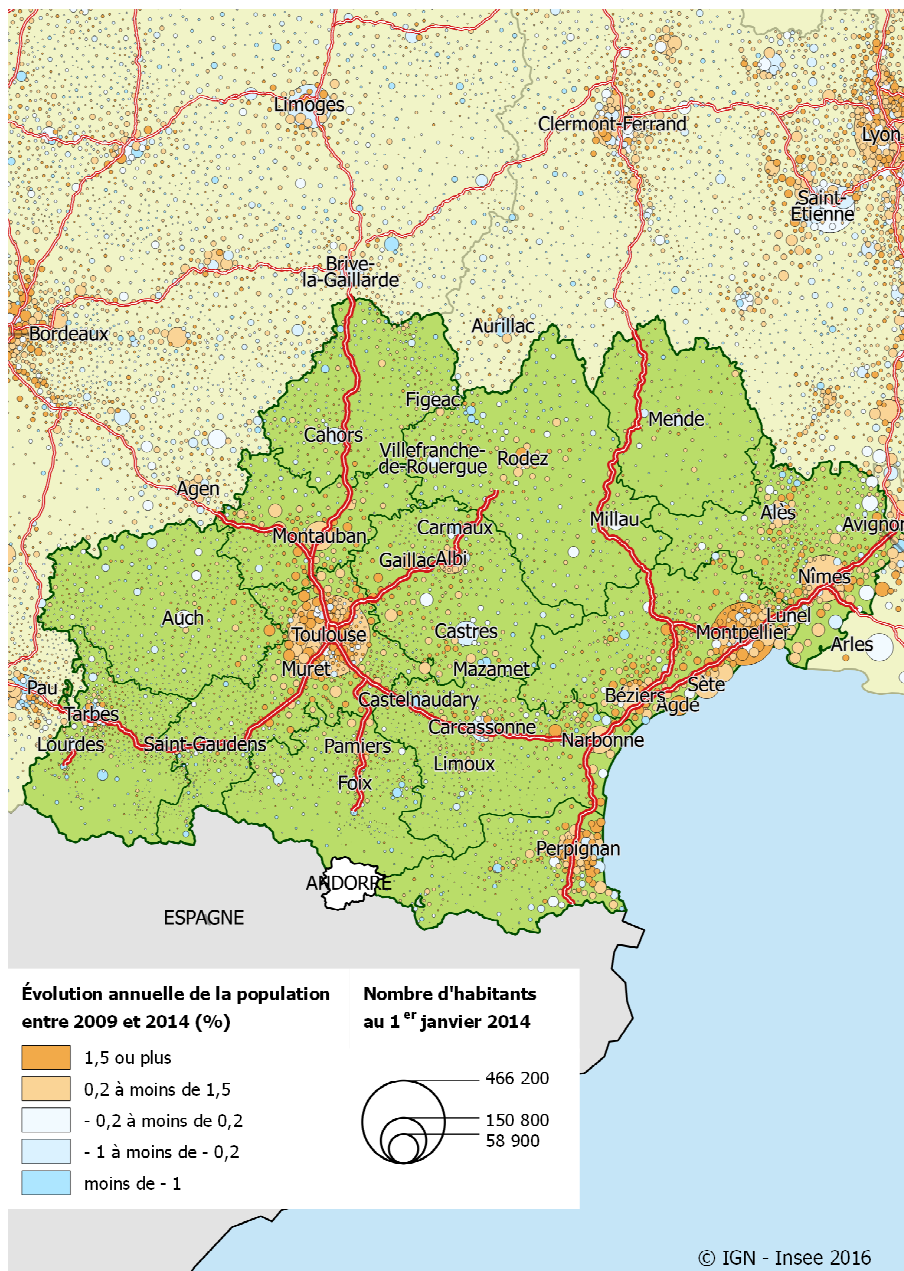 Limoges
Clermont-Ferrand
Lyon
Saint-
Etienne
Brive-
la-Gaillarde
Bordeaux
Aurillac
Figeac
Mende
Cahors
Villefranche-
de-Rouergue
Rodez
Agen
Alès
Millau
Avignon
Carmaux
Montauban
Gaillac
Albi
Nîmes
Auch
Lunel
Toulouse
Castres
Montpellier
Arles
Muret
Mazamet
Sète
Pau
Béziers
Agde
Castelnaudary
Tarbes
Carcassonne
Lourdes
Saint-Gaudens
Pamiers
Narbonne
Limoux
Foix
Perpignan
ANDORRE
ESPAGNE
Évolution annuelle de la population
entre 2009 et 2014 (%)
1,5 ou plus
0,2 à moins de 1,5
- 0,2 à moins de 0,2
- 1 à moins de - 0,2
moins de - 1
Nombre d'habitants
au 1er janvier 2014
466 200
150 800
58 900
© IGN - Insee 2016